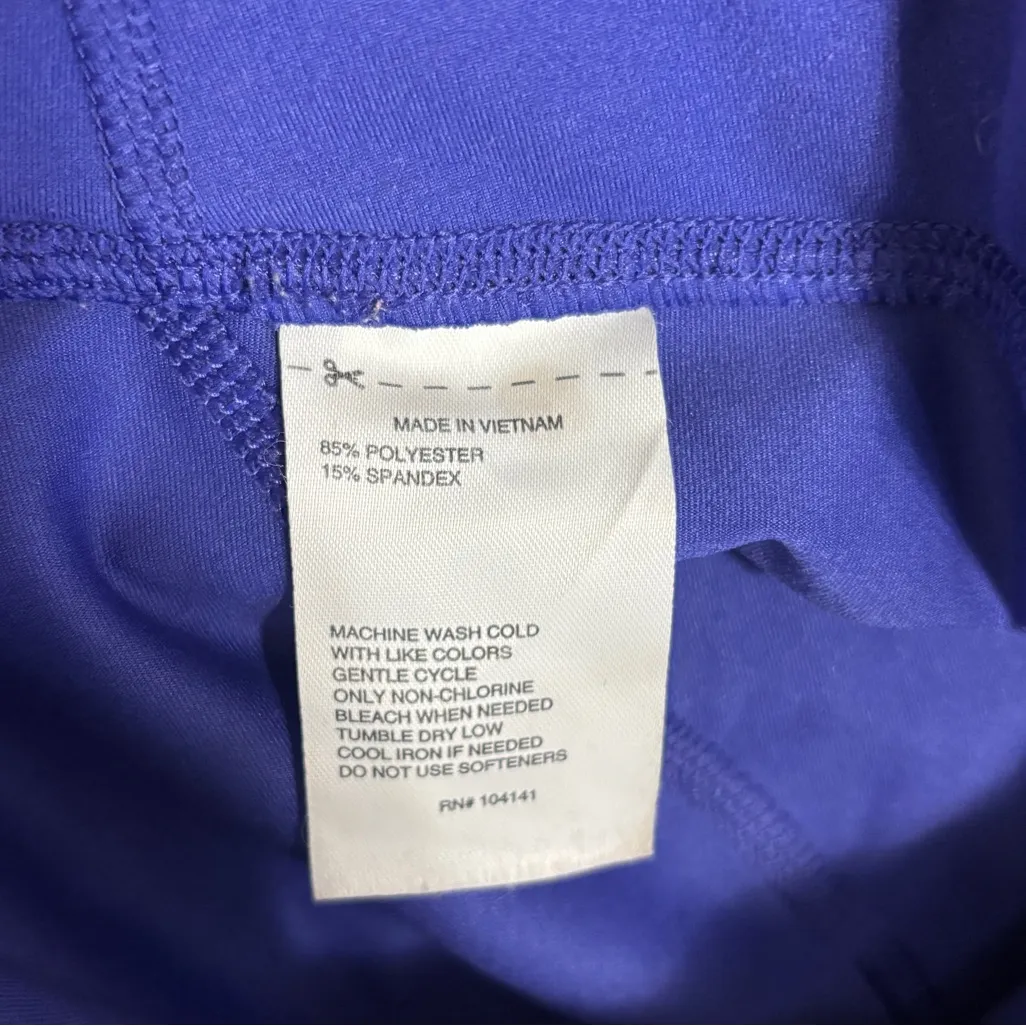 MADE IN VIETNAM
85% POLYESTER
15% SPANDEX
MACHINE WASH COLD
WITH LIKE COLORS
GENTLE CYCLE
ONLY NON-CHLORINE
BLEACH WHEN NEEDED
TUMBLE DRY LOW
COOL IRON IF NEEDED
DO NOT USE SOFTENERS
RN# 104141